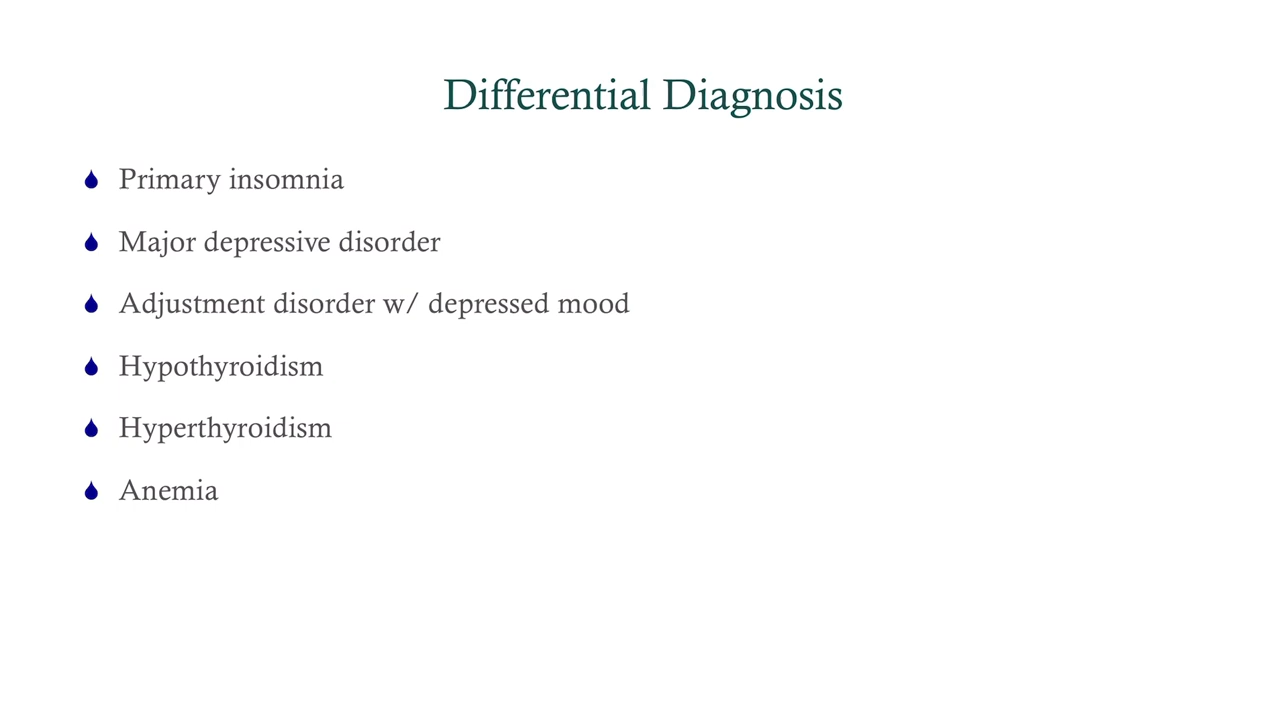 Differential Diagnosis
Primary insomnia
Major depressive disorder
Adjustment disorder w/ depressed mood
Hypothyroidism
Hyperthyroidism
Anemia